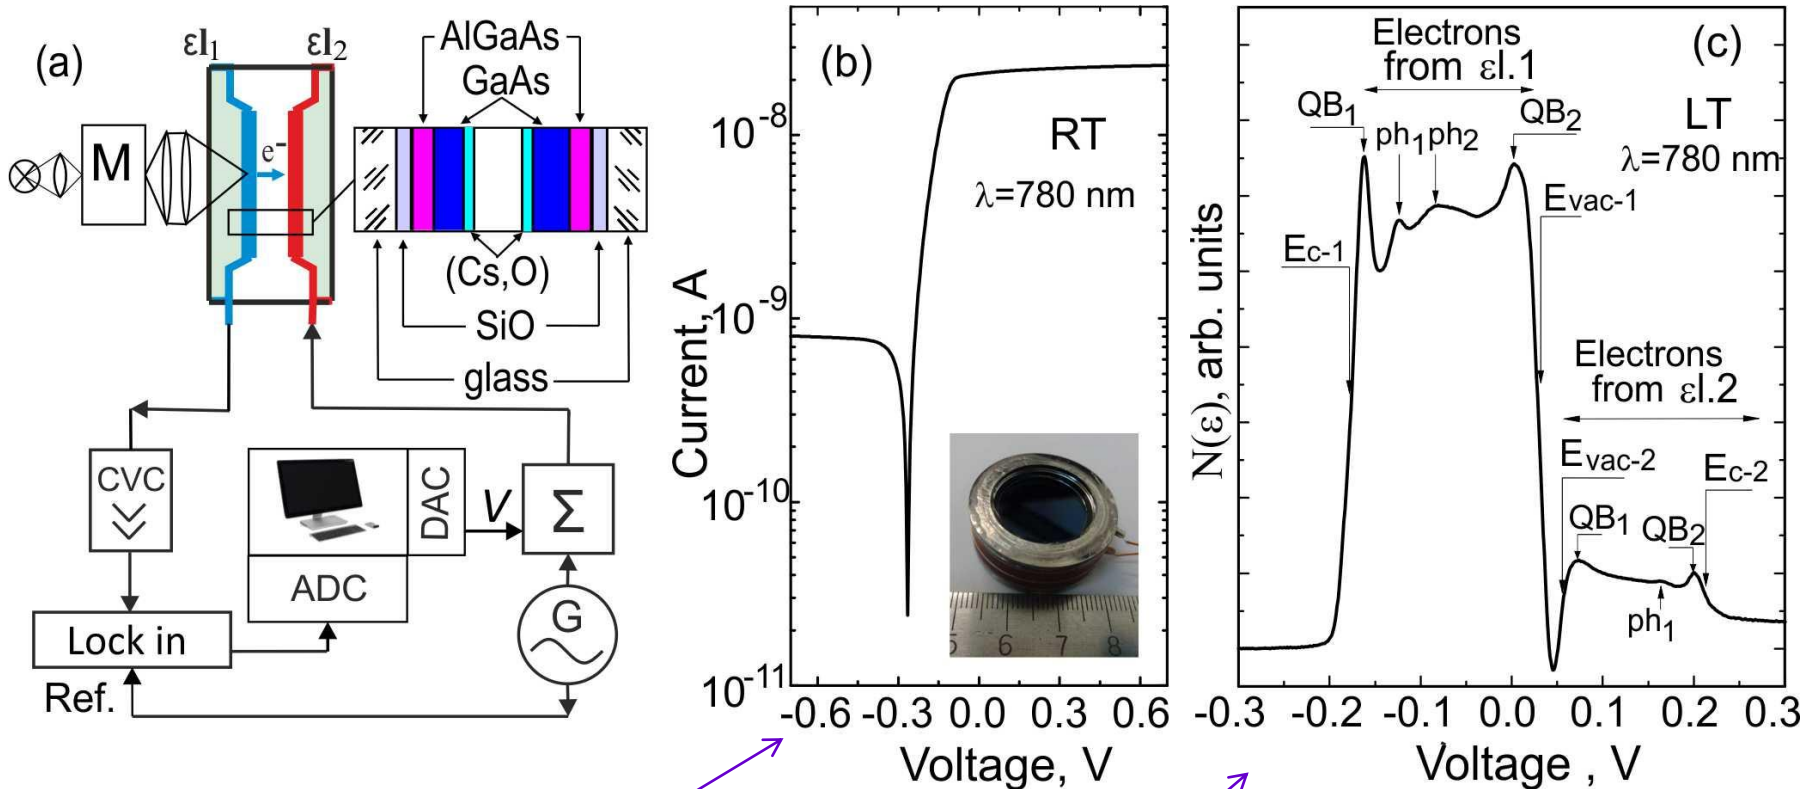 (a)
εl1
εl2
AlGaAs
GaAs
M
e-
(Cs,O)
SiO
glass
CVC
DAC
V
Σ
ADC
G
Lock in
Ref.
(b)
RT
λ=780 nm
Current, A
10-8
10-9
10-10
10-11
5 6 7 8
-0.6 -0.3 0.0 0.3 0.6
Voltage, V
(c)
Electrons
from εl.1
QB1
ph1 ph2
QB2
LT
λ=780 nm
Evac-1
Ec-1
N(ε), arb. units
Electrons
from εl.2
Evac-2
Ec-2
QB1
QB2
ph1
-0.3 -0.2 -0.1 0.0 0.1 0.2 0.3
Voltage , V